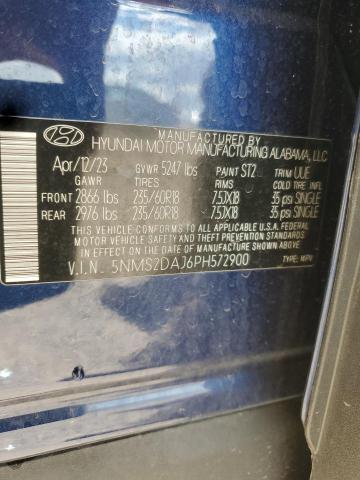 MANUFACTURED BY
HYUNDAI MOTOR MANUFACTURING ALABAMA, LLC
Apr/12/23 GVWR 5247 lbs PAINT ST2 TRIM UUE
GAWR TIRES RIMS COLD TIRE INFL.
FRONT 2866 lbs 235/60R18 7.5JX18 35 psi SINGLE
REAR 2976 lbs 235/60R18 7.5JX18 35 psi SINGLE
THIS VEHICLE CONFORMS TO ALL APPLICABLE U.S. FEDERAL MOTOR VEHICLE
SAFETY, BUMPER, AND THEFT PREVENTION STANDARDS IN EFFECT
ON THE DATE OF MANUFACTURE SHOWN ABOVE.
V.I.N. 5NMS2DAJ6PH572900 TYPE: MPV